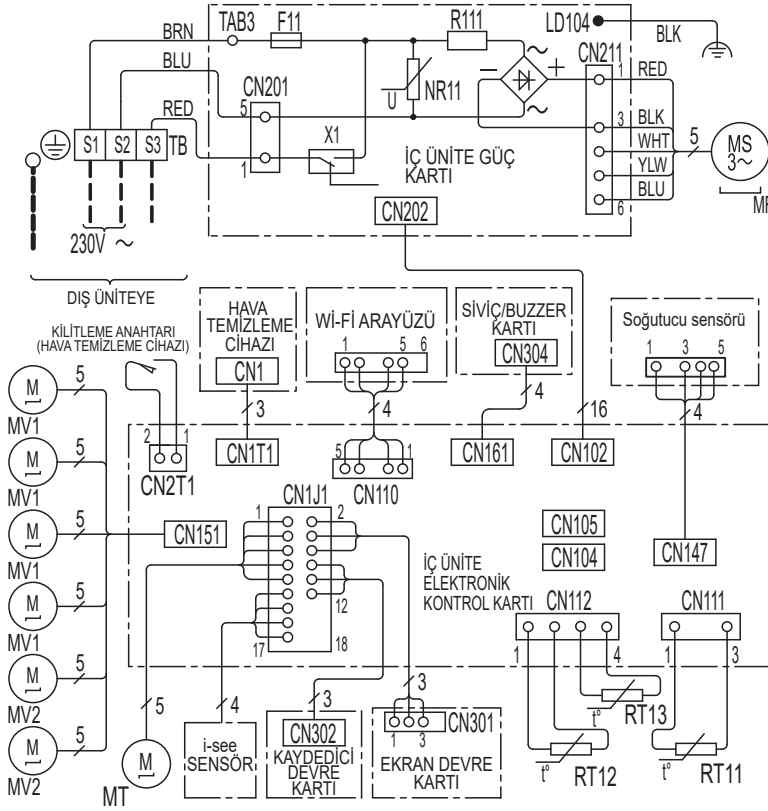 BRN
TAB3
F11
R111
LD104
BLK
BLU
CN201
CN211
RED
5
U
NR11
1
RED
S1
S2
S3
TB
1
X1
3
BLK
WHT
YLW
BLU
6
5
MS
3~
İÇ ÜNİTE GÜÇ
KARTI
CN202
230V ~
DIŞ ÜNİTEYE
KİLİTLEME ANAHTARI
(HAVA TEMİZLEME CİHAZI)
HAVA
TEMİZLEME
CİHAZI
CN1
Wİ-Fİ ARAYÜZÜ
1
5
6
SİVİÇ/BUZZER
KARTI
CN304
Soğutucu sensörü
1
3
5
3
4
4
16
4
M
MV1
5
M
MV1
5
M
MV1
5
M
MV1
5
M
MV2
5
M
MV2
5
2
1
CN2T1
CN1T1
5
1
CN110
CN161
CN102
CN151
CN1J1
1
2
12
17
18
CN105
CN104
CN147
İÇ ÜNİTE
ELEKTRONİK
KONTROL KARTI
CN112
1
4
CN111
1
3
5
M
MT
4
i-see
SENSÖR
3
CN302
KAYDEDİCİ
DEVRE
KARTI
3
CN301
1
3
EKRAN DEVRE
KARTI
t°
RT13
t°
RT12
t°
RT11